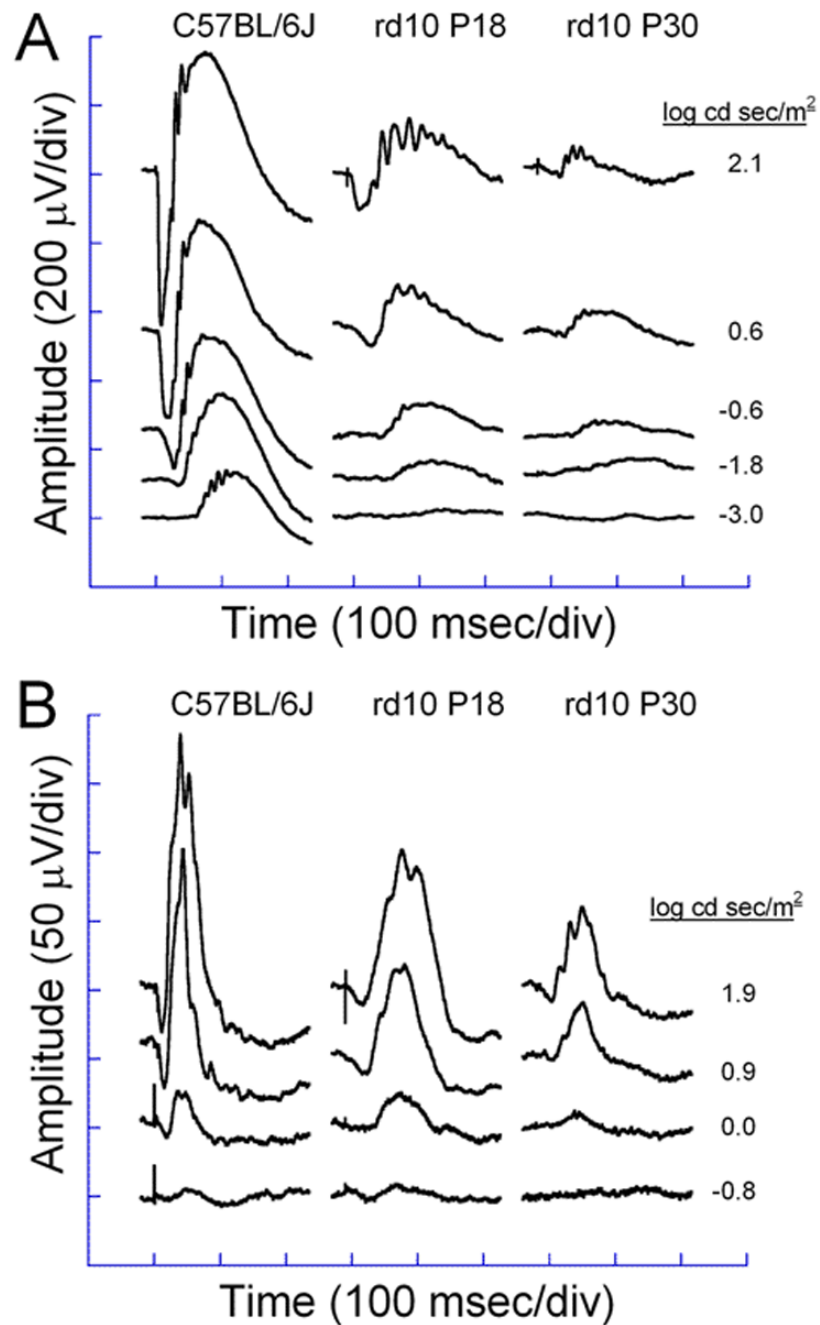 A
C57BL/6J rd10 P18 rd10 P30
log cd sec/m²
2.1
0.6
-0.6
-1.8
-3.0
Amplitude (200 μV/div)
Time (100 msec/div)
B
C57BL/6J rd10 P18 rd10 P30
log cd sec/m²
1.9
0.9
0.0
-0.8
Amplitude (50 μV/div)
Time (100 msec/div)